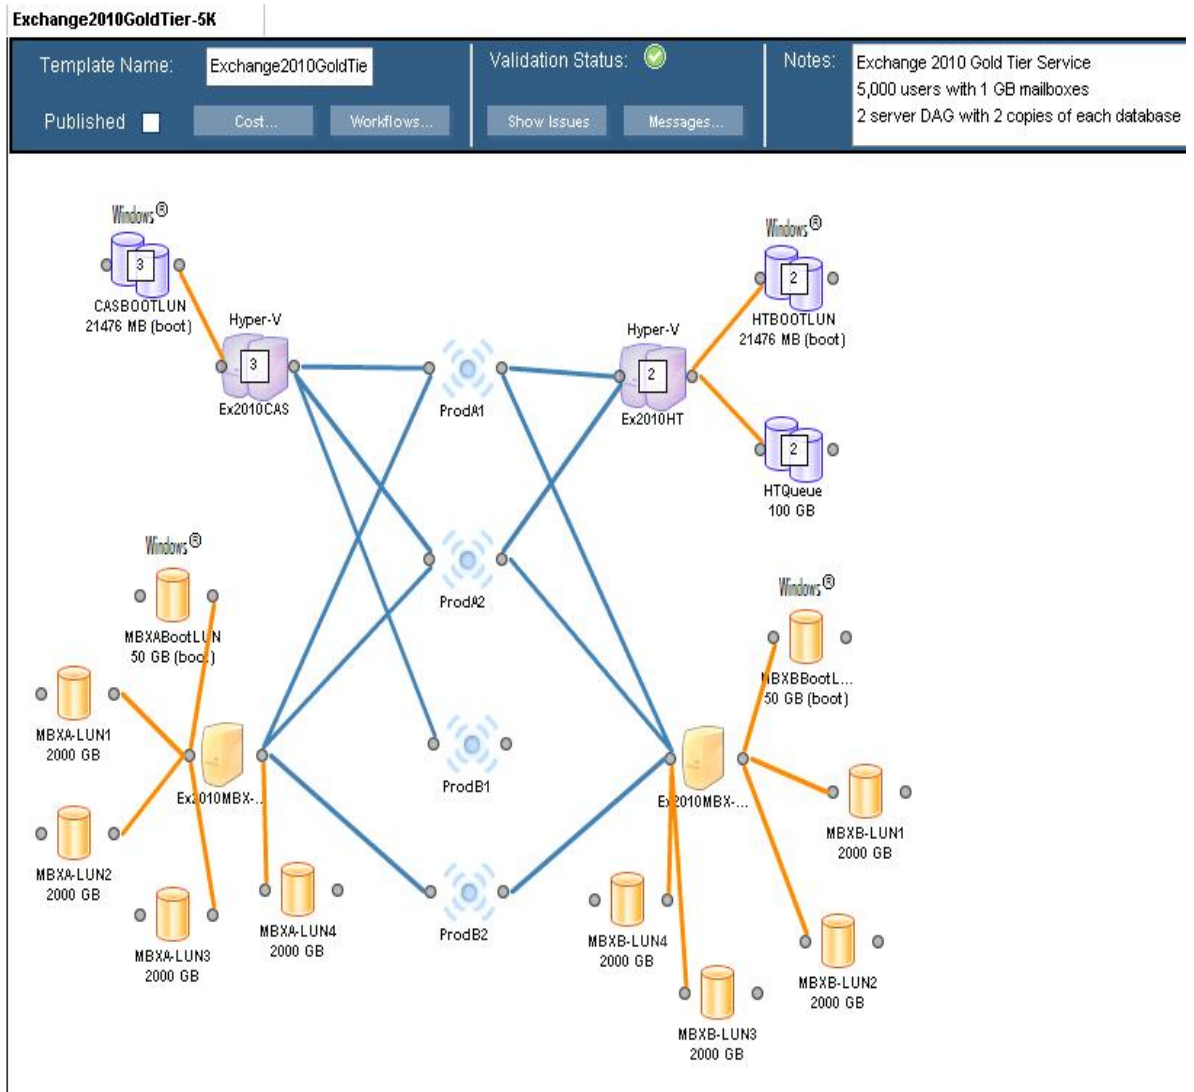 Exchange2010GoldTier-5K
Template Name:
Exchange2010GoldTie
Validation Status:
Notes:
Exchange 2010 Gold Tier Service
5,000 users with 1 GB mailboxes
2 server DAG with 2 copies of each database
Published
Cost...
Workflows...
Show Issues
Messages...
Windows®
3
CASBOOTLUN
21476 MB (boot)
Hyper-V
3
Ex2010CAS
ProdA1
Hyper-V
2
Ex2010HT
Windows®
2
HTBOOTLUN
21476 MB (boot)
2
HTQueue
100 GB
ProdA2
Windows®
MBXABootLUN
50 GB (boot)
MBXA-LUN1
2000 GB
Ex2010MBX-...
MBXA-LUN2
2000 GB
MBXA-LUN3
2000 GB
MBXA-LUN4
2000 GB
ProdB1
ProdB2
Windows®
MBXBBootL...
50 GB (boot)
Ex2010MBX-...
MBXB-LUN1
2000 GB
MBXB-LUN4
2000 GB
MBXB-LUN2
2000 GB
MBXB-LUN3
2000 GB